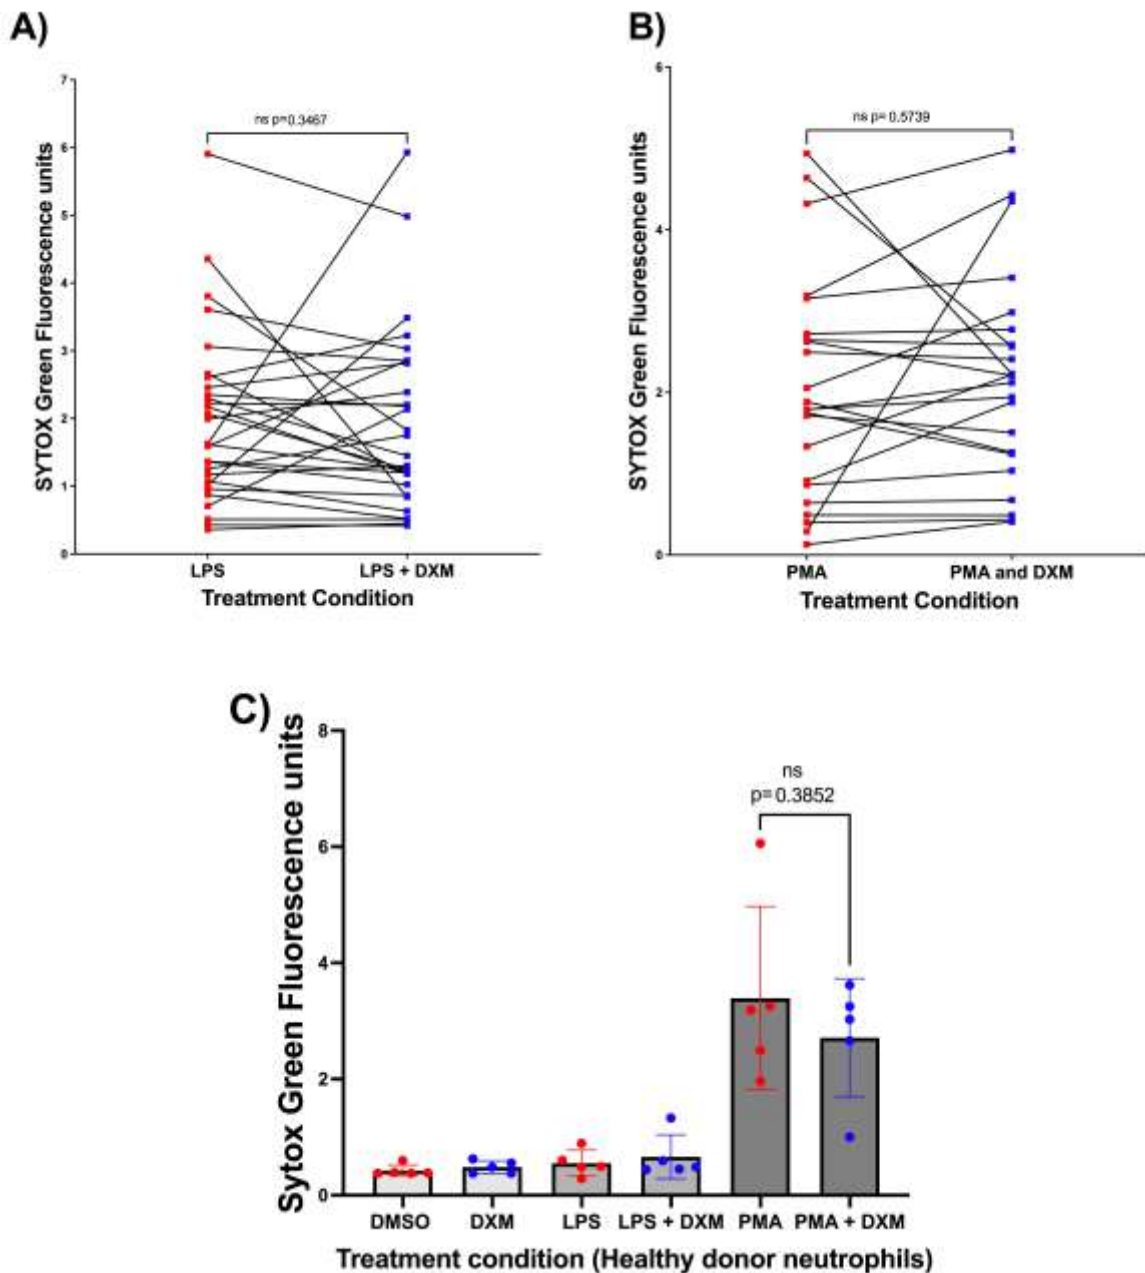 A)
SYTOX Green Fluorescence units
7
6
5
4
3
2
1
0
ns p=0.3467
LPS
LPS + DXM
Treatment Condition
B)
SYTOX Green Fluorescence units
6
4
2
0
ns p= 0.5739
PMA
PMA and DXM
Treatment Condition
C)
Sytox Green Fluorescence units
8
6
4
2
0
ns
p= 0.3852
DMSO
DXM
LPS
LPS + DXM
PMA
PMA + DXM
Treatment condition (Healthy donor neutrophils)